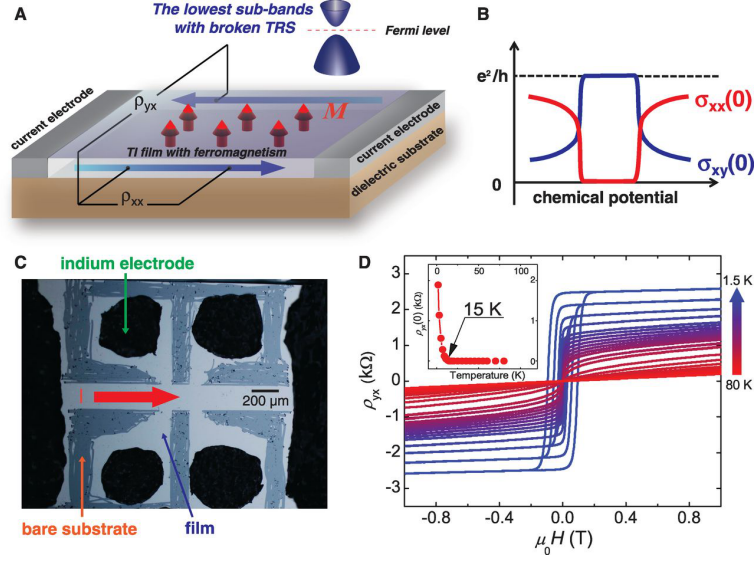 A
The lowest sub-bands
with broken TRS
Fermi level
ρyx
M
current electrode
TI film with ferromagnetism
current electrode
dielectric substrate
ρxx
B
e²/h
σxx(0)
σxy(0)
0
chemical potential
C
indium electrode
I
200 μm
bare substrate
film
D
3
2
1
0
-1
-2
-3
ρyx (kΩ)
0 50 100
2
1
0
ρyx(0) (kΩ)
15 K
Temperature (K)
1.5 K
80 K
-0.8 -0.4 0.0 0.4 0.8
μ0H (T)